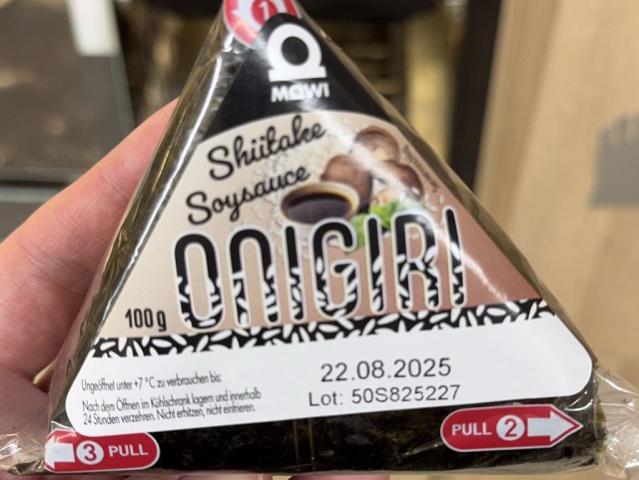 1
MAWI
Shiitake
Soysauce
ONIGIRI
100g
Ungeöffnet unter +7 °C zu verbrauchen bis:
22.08.2025
Nach dem Öffnen im Kühlschrank lagern und innerhalb
24 Stunden verzehren. Nicht erhitzen, nicht einfrieren.
Lot: 50S825227
3 PULL
PULL 2